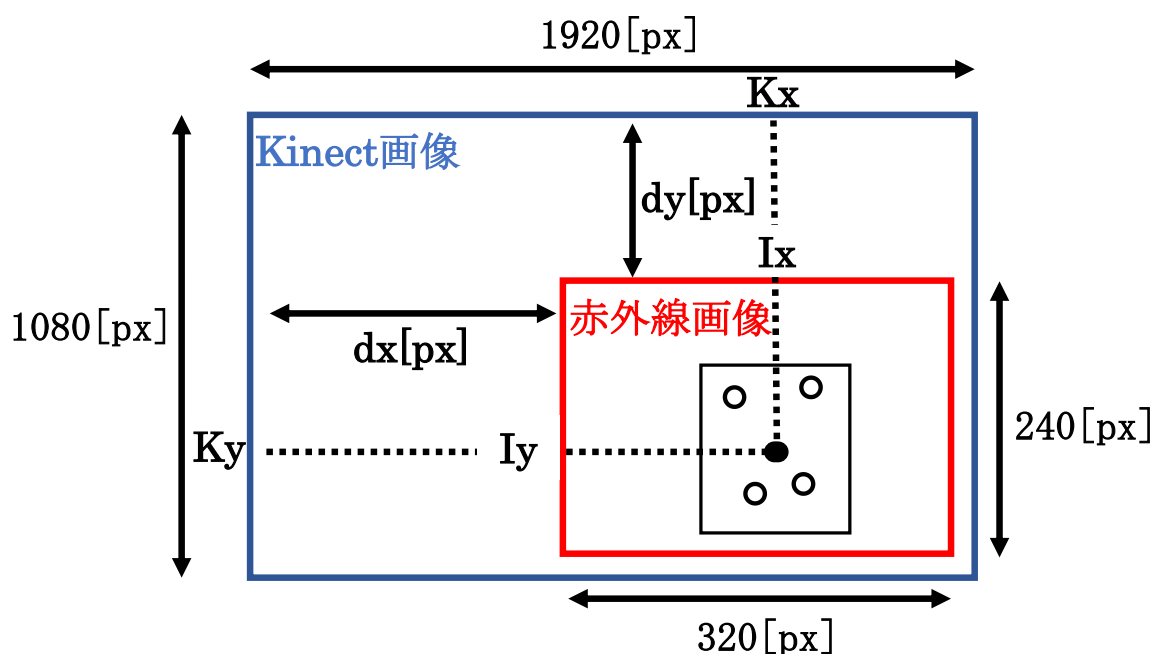 1920[px]
Kx
Kinect画像
dy[px]
Ix
赤外線画像
1080[px]
dx[px]
240[px]
Ky
Iy
320[px]